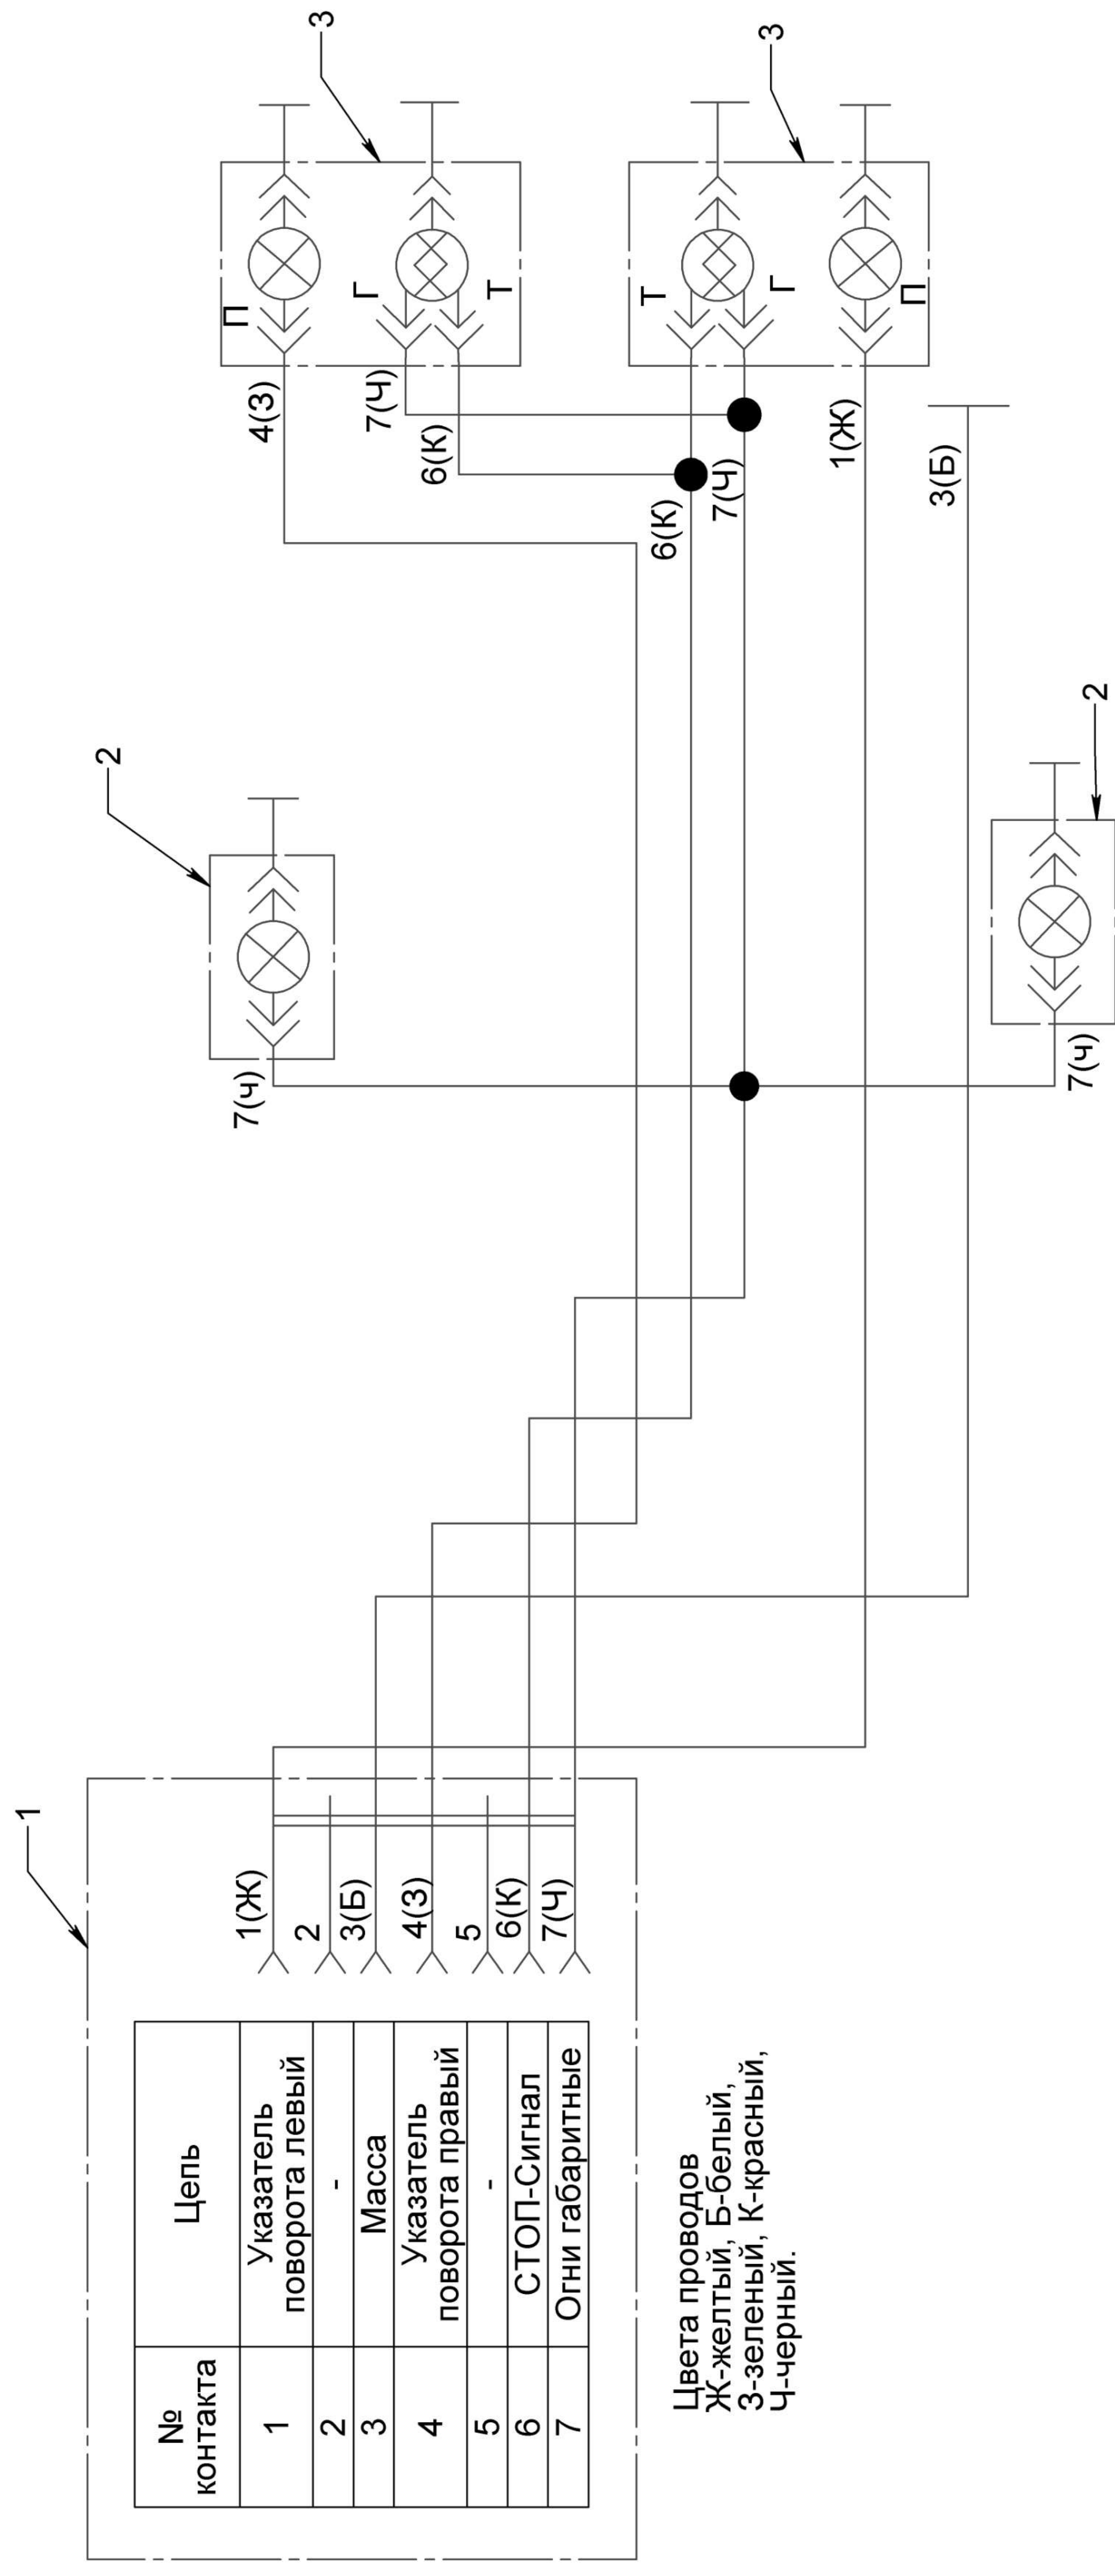 1
№ контакта
Цепь
1
Указатель
поворота левый
2
-
3
Масса
4
Указатель
поворота правый
5
-
6
СТОП-Сигнал
7
Огни габаритные
1(Ж)
2
3(Б)
4(З)
5
6(К)
7(Ч)
Цвета проводов
Ж-желтый, Б-белый,
З-зеленый, К-красный,
Ч-черный.
2
7(ч)
2
7(ч)
3
П
Г
Т
4(З)
7(Ч)
6(К)
3
Т
Г
П
6(К)
7(Ч)
1(Ж)
3(Б)